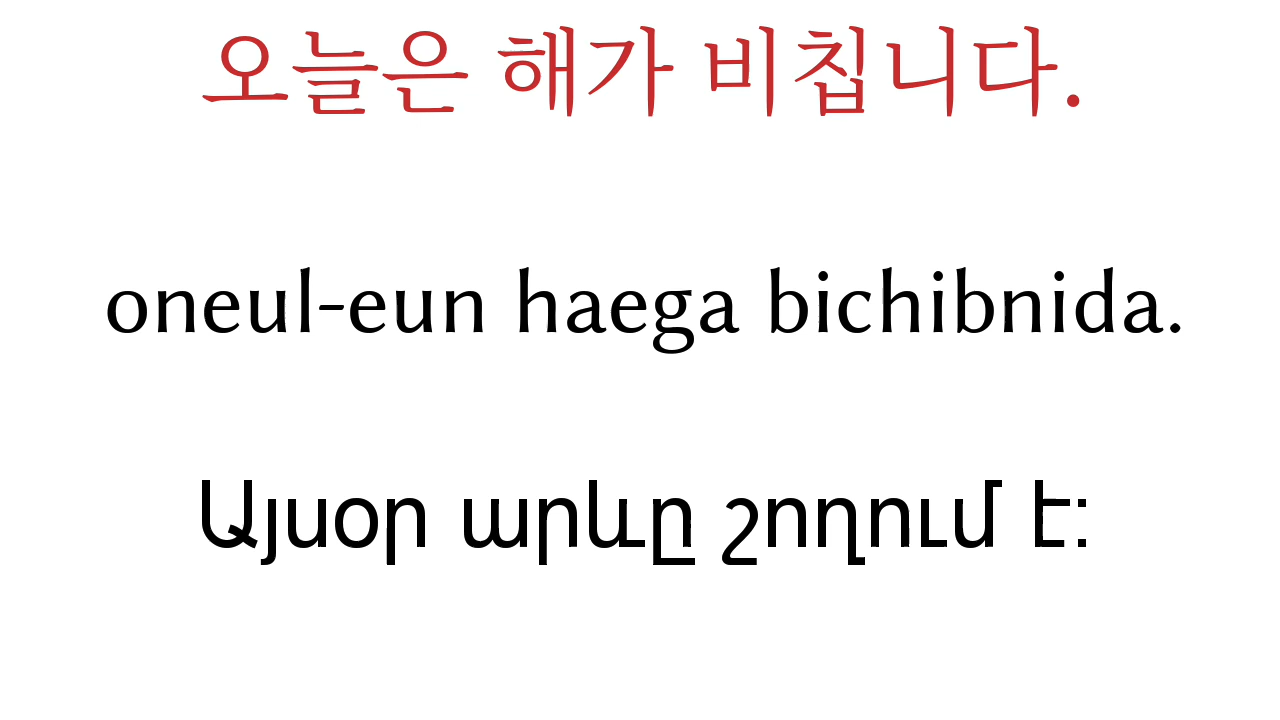 오늘은 해가 비칩니다.
oneul-eun haega bichibnida.
Այսօր արևը շողում է: